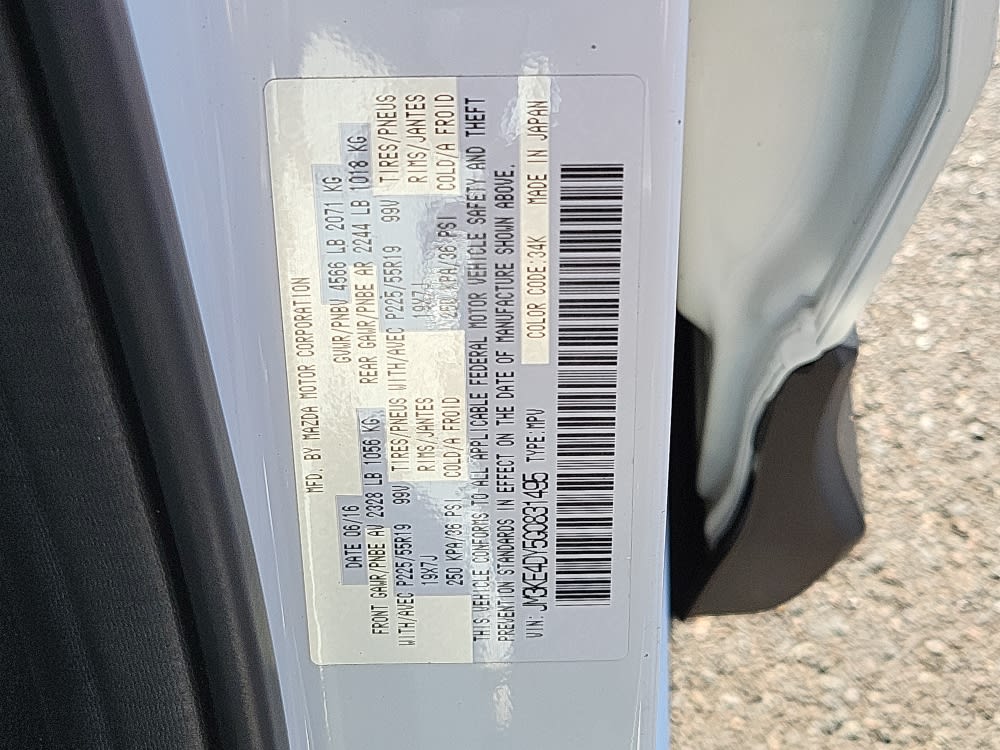 MFD. BY MAZDA MOTOR CORPORATION
DATE 06/16 GVWR/PNBV 4566 LB 2071 KG
FRONT GAWR/PNBE AV 2328 LB 1056 KG, REAR GAWR/PNBE AR 2244 LB 1018 KG
WITH/AVEC P225/55R19 99V TIRES/PNEUS WITH/AVEC P225/55R19 99V TIRES/PNEUS
19X7J RIMS/JANTES 19X7J RIMS/JANTES
250 KPA/36 PSI COLD/A FROID 250 KPA/36 PSI COLD/A FROID
THIS VEHICLE CONFORMS TO ALL APPLICABLE FEDERAL MOTOR VEHICLE SAFETY AND THEFT
PREVENTION STANDARDS IN EFFECT ON THE DATE OF MANUFACTURE SHOWN ABOVE.
VIN: JM3KE4DY5G0831495 TYPE:MPV COLOR CODE:34K MADE IN JAPAN